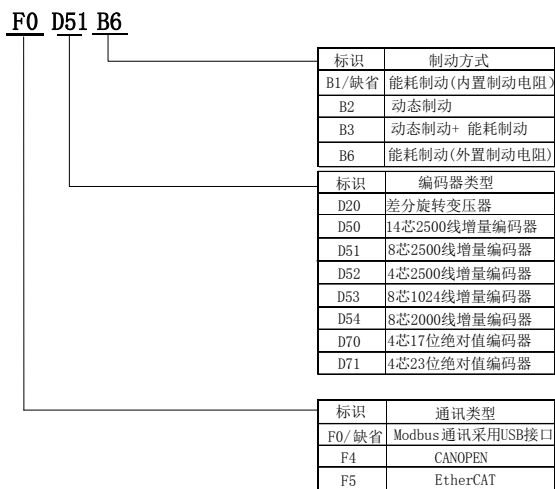 F0 D51 B6
标识 制动方式
B1/缺省 能耗制动(内置制动电阻)
B2 动态制动
B3 动态制动+ 能耗制动
B6 能耗制动(外置制动电阻)
标识 编码器类型
D20 差分旋转变压器
D50 14芯2500线增量编码器
D51 8芯2500线增量编码器
D52 4芯2500线增量编码器
D53 8芯1024线增量编码器
D54 8芯2000线增量编码器
D70 4芯17位绝对值编码器
D71 4芯23位绝对值编码器
标识 通讯类型
F0/缺省 Modbus通讯采用USB接口
F4 CANOPEN
F5 EtherCAT